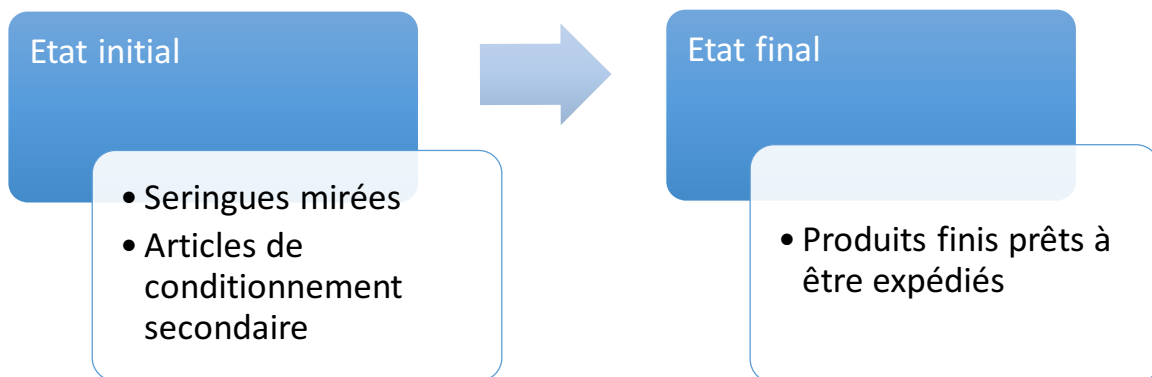 Etat initial
• Seringues mirées
• Articles de
conditionnement
secondaire
Etat final
• Produits finis prêts à
être expédiés